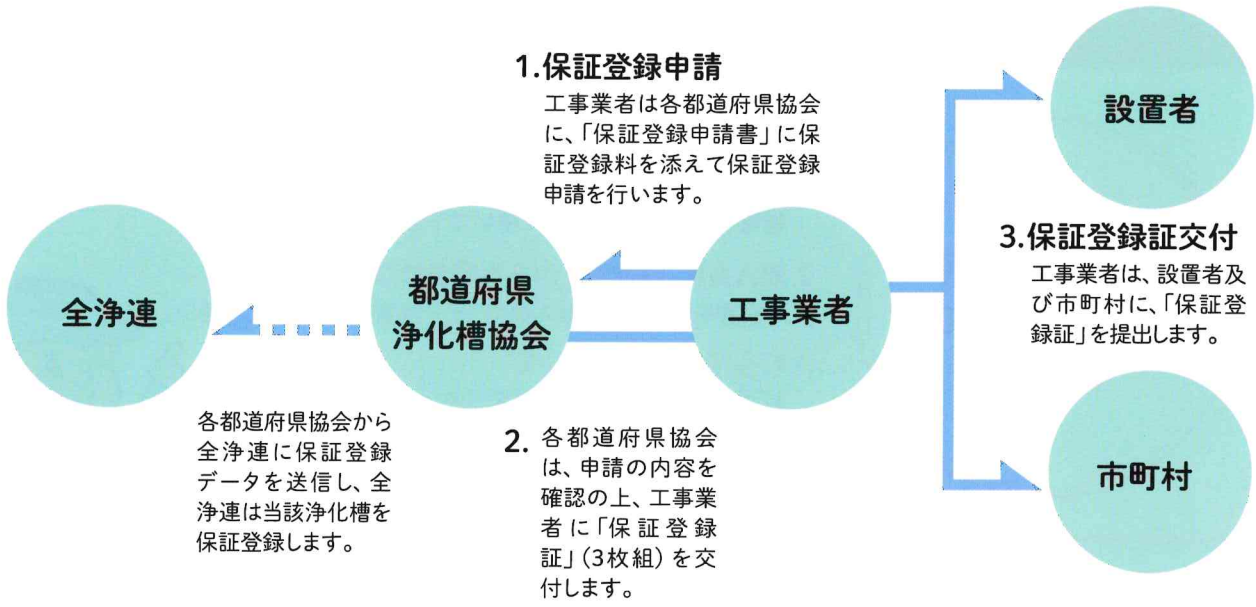 1.保証登録申請
工事業者は各都道府県協会
に、「保証登録申請書」に保
証登録料を添えて保証登録
申請を行います。
設置者
3.保証登録証交付
工事業者は、設置者及
び市町村に、「保証登
録証」を提出します。
全浄連
都道府県
浄化槽協会
工事業者
各都道府県協会から
全浄連に保証登録
データを送信し、全
浄連は当該浄化槽を
保証登録します。
2. 各都道府県協会
は、申請の内容を
確認の上、工事業
者に「保証登録
証」(3枚組)を交
付します。
市町村